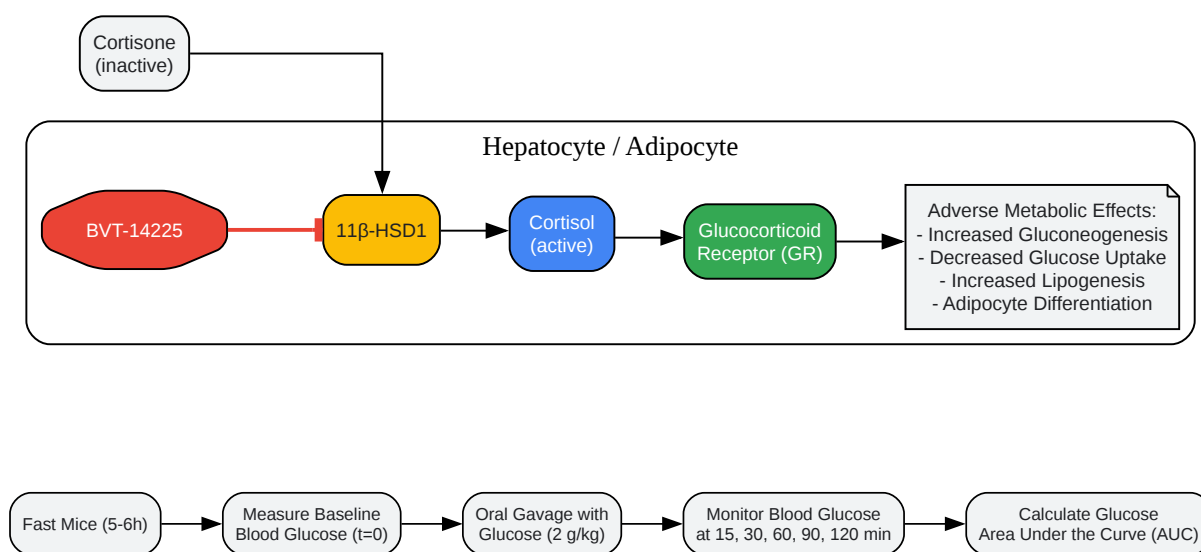 Cortisone
(inactive)
Hepatocyte / Adipocyte
BVT-14225
11β-HSD1
Cortisol
(active)
Glucocorticoid
Receptor (GR)
Adverse Metabolic Effects:
- Increased Gluconeogenesis
- Decreased Glucose Uptake
- Increased Lipogenesis
- Adipocyte Differentiation
Fast Mice (5-6h)
Measure Baseline
Blood Glucose (t=0)
Oral Gavage with
Glucose (2 g/kg)
Monitor Blood Glucose
at 15, 30, 60, 90, 120 min
Calculate Glucose
Area Under the Curve (AUC)